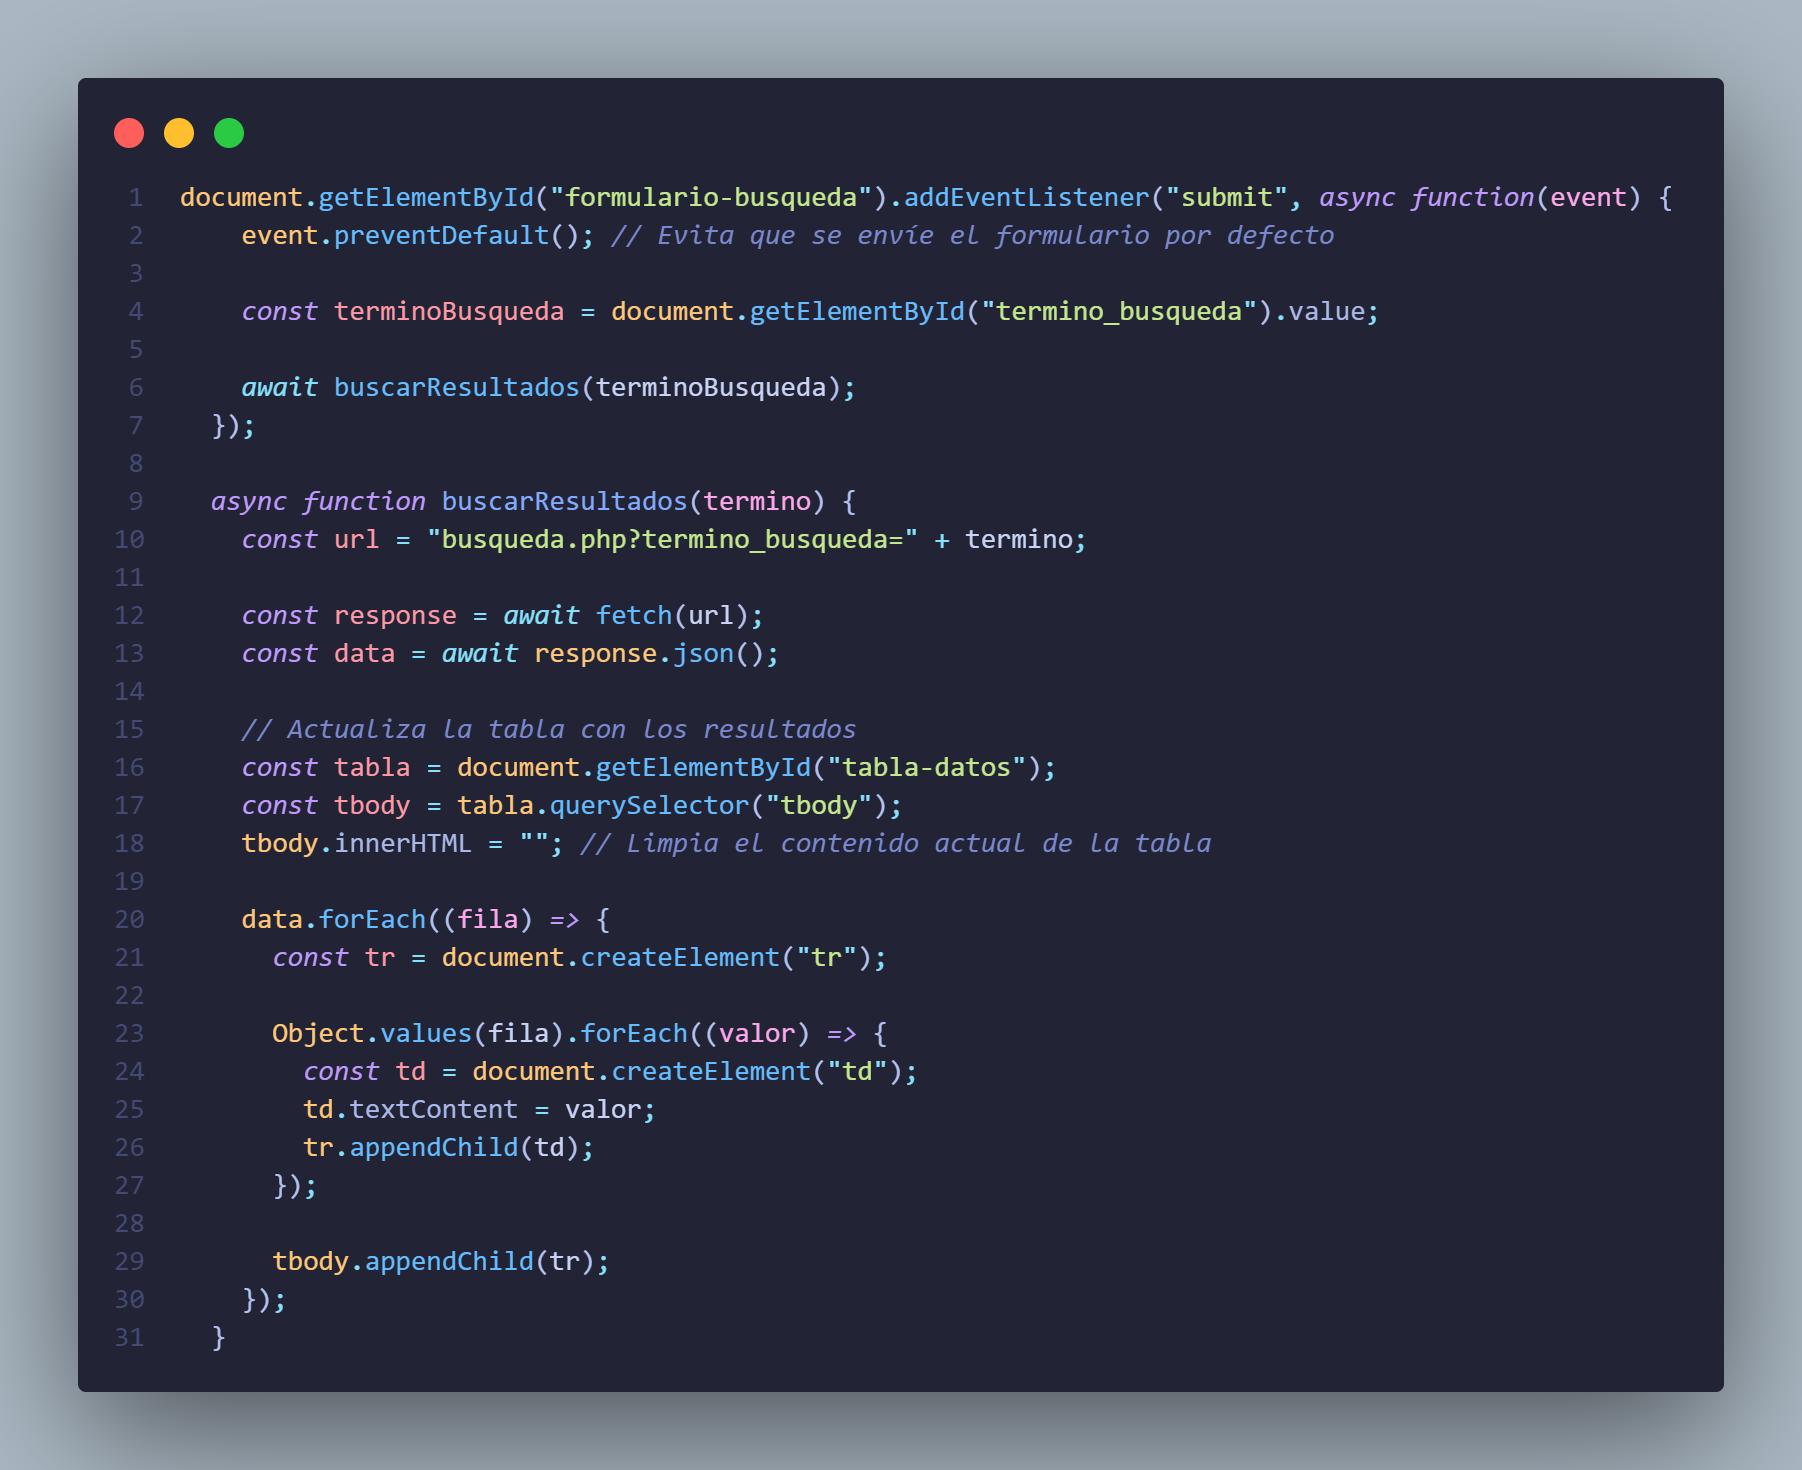 1 document.getElementById("formulario-busqueda").addEventListener("submit", async function(event) {
2     event.preventDefault(); // Evita que se envíe el formulario por defecto
3
4     const terminoBusqueda = document.getElementById("termino_busqueda").value;
5
6     await buscarResultados(terminoBusqueda);
7   });
8
9   async function buscarResultados(termino) {
10     const url = "busqueda.php?termino_busqueda=" + termino;
11
12     const response = await fetch(url);
13     const data = await response.json();
14
15     // Actualiza la tabla con los resultados
16     const tabla = document.getElementById("tabla-datos");
17     const tbody = tabla.querySelector("tbody");
18     tbody.innerHTML = ""; // Limpia el contenido actual de la tabla
19
20     data.forEach((fila) => {
21       const tr = document.createElement("tr");
22
23       Object.values(fila).forEach((valor) => {
24         const td = document.createElement("td");
25         td.textContent = valor;
26         tr.appendChild(td);
27       });
28
29       tbody.appendChild(tr);
30     });
31   }